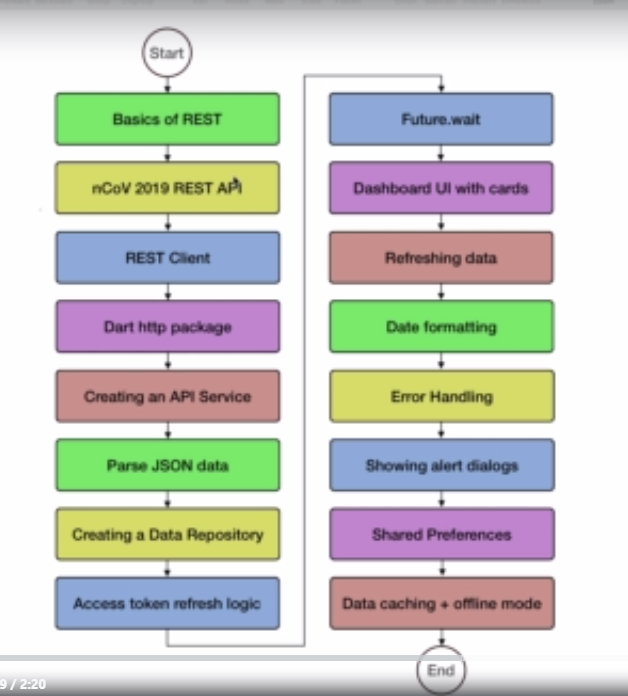 Start
Basics of REST
nCoV 2019 REST API
REST Client
Dart http package
Creating an API Service
Parse JSON data
Creating a Data Repository
Access token refresh logic
Future.wait
Dashboard UI with cards
Refreshing data
Date formatting
Error Handling
Showing alert dialogs
Shared Preferences
Data caching + offline mode
End
9 / 2:20